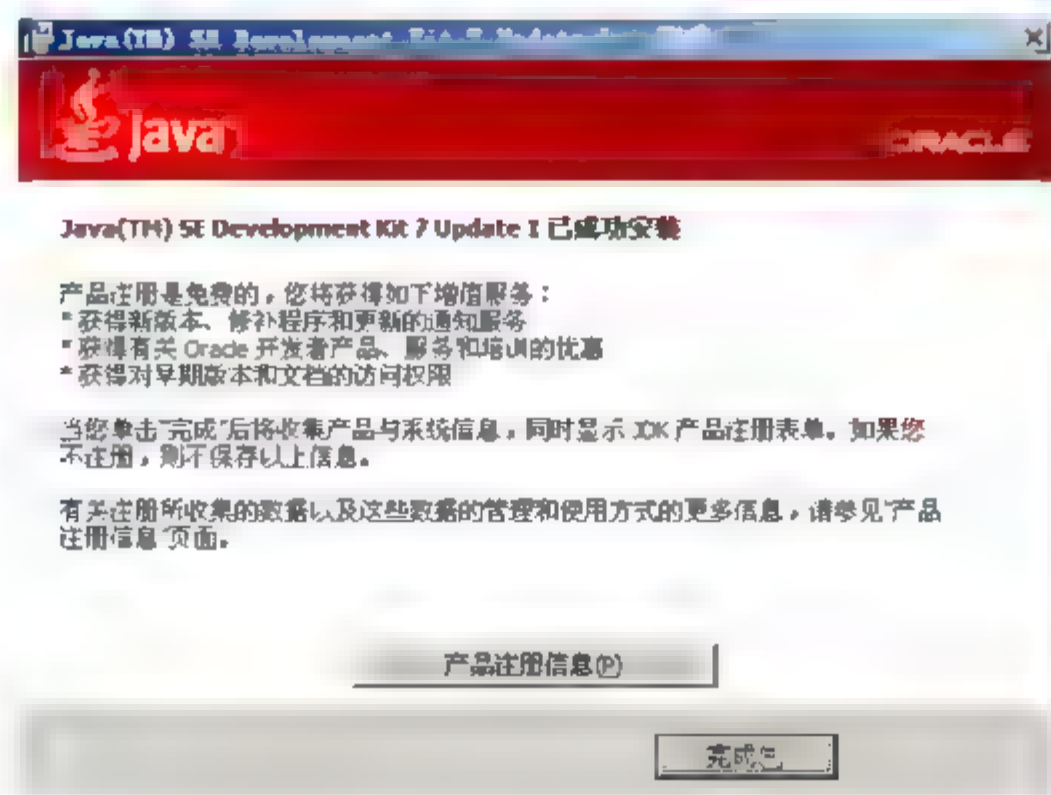 Java(TM) SE Development Kit 7 Update
java
ORACLE
Java(TM) SE Development Kit 7 Update 1 已成功安装
产品注册是免费的，您将获得如下增值服务：
* 获得新版本、修补程序和更新的通知服务
* 获得有关 Oracle 开发者产品、服务和培训的优惠
* 获得对早期版本和文档的访问权限
当您单击"完成"后将收集产品与系统信息，同时显示 JDK 产品注册表单。如果您
不注册，则不保存以上信息。
有关注册所收集的数据以及这些数据的管理和使用方式的更多信息，请参见"产品
注册信息"页面。
产品注册信息(P)
完成